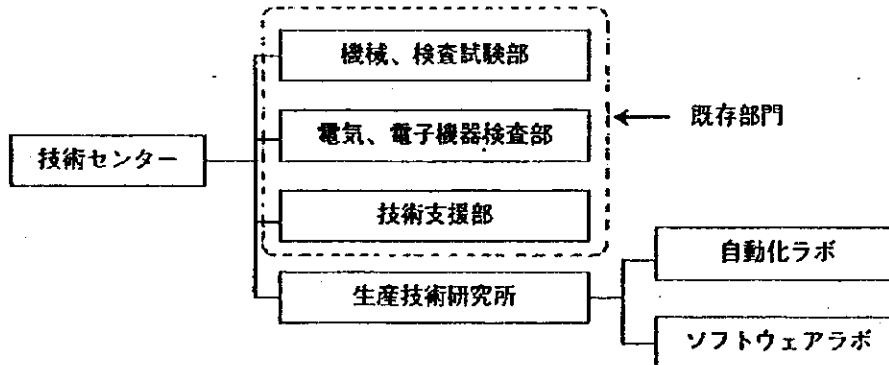 機械、検査試験部
電気、電子機器検査部
既存部門
技術センター
技術支援部
自動化ラボ
生産技術研究所
ソフトウェアラボ